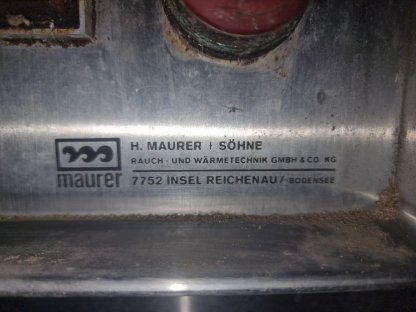 H. MAURER + SÖHNE
RAUCH- UND WÄRMETECHNIK GMBH & CO. KG
maurer 7752 INSEL REICHENAU/-BODENSEE